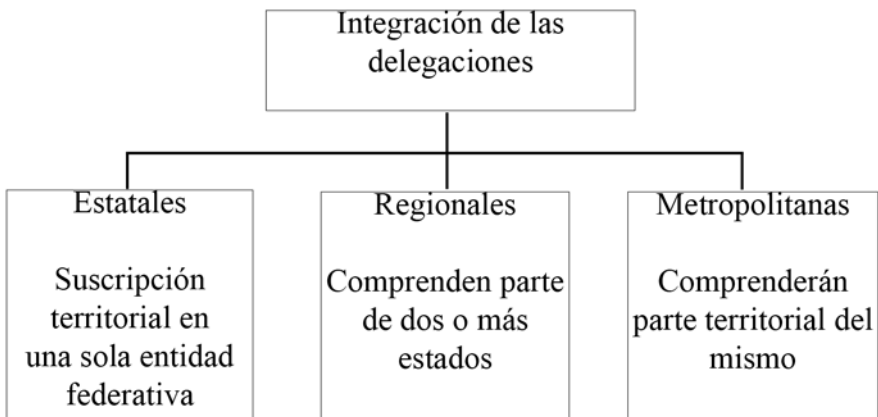 Integración de las
delegaciones
Estatales
Suscripción
territorial en
una sola entidad
federativa
Regionales
Comprenden parte
de dos o más
estados
Metropolitanas
Comprenderán
parte territorial del
mismo